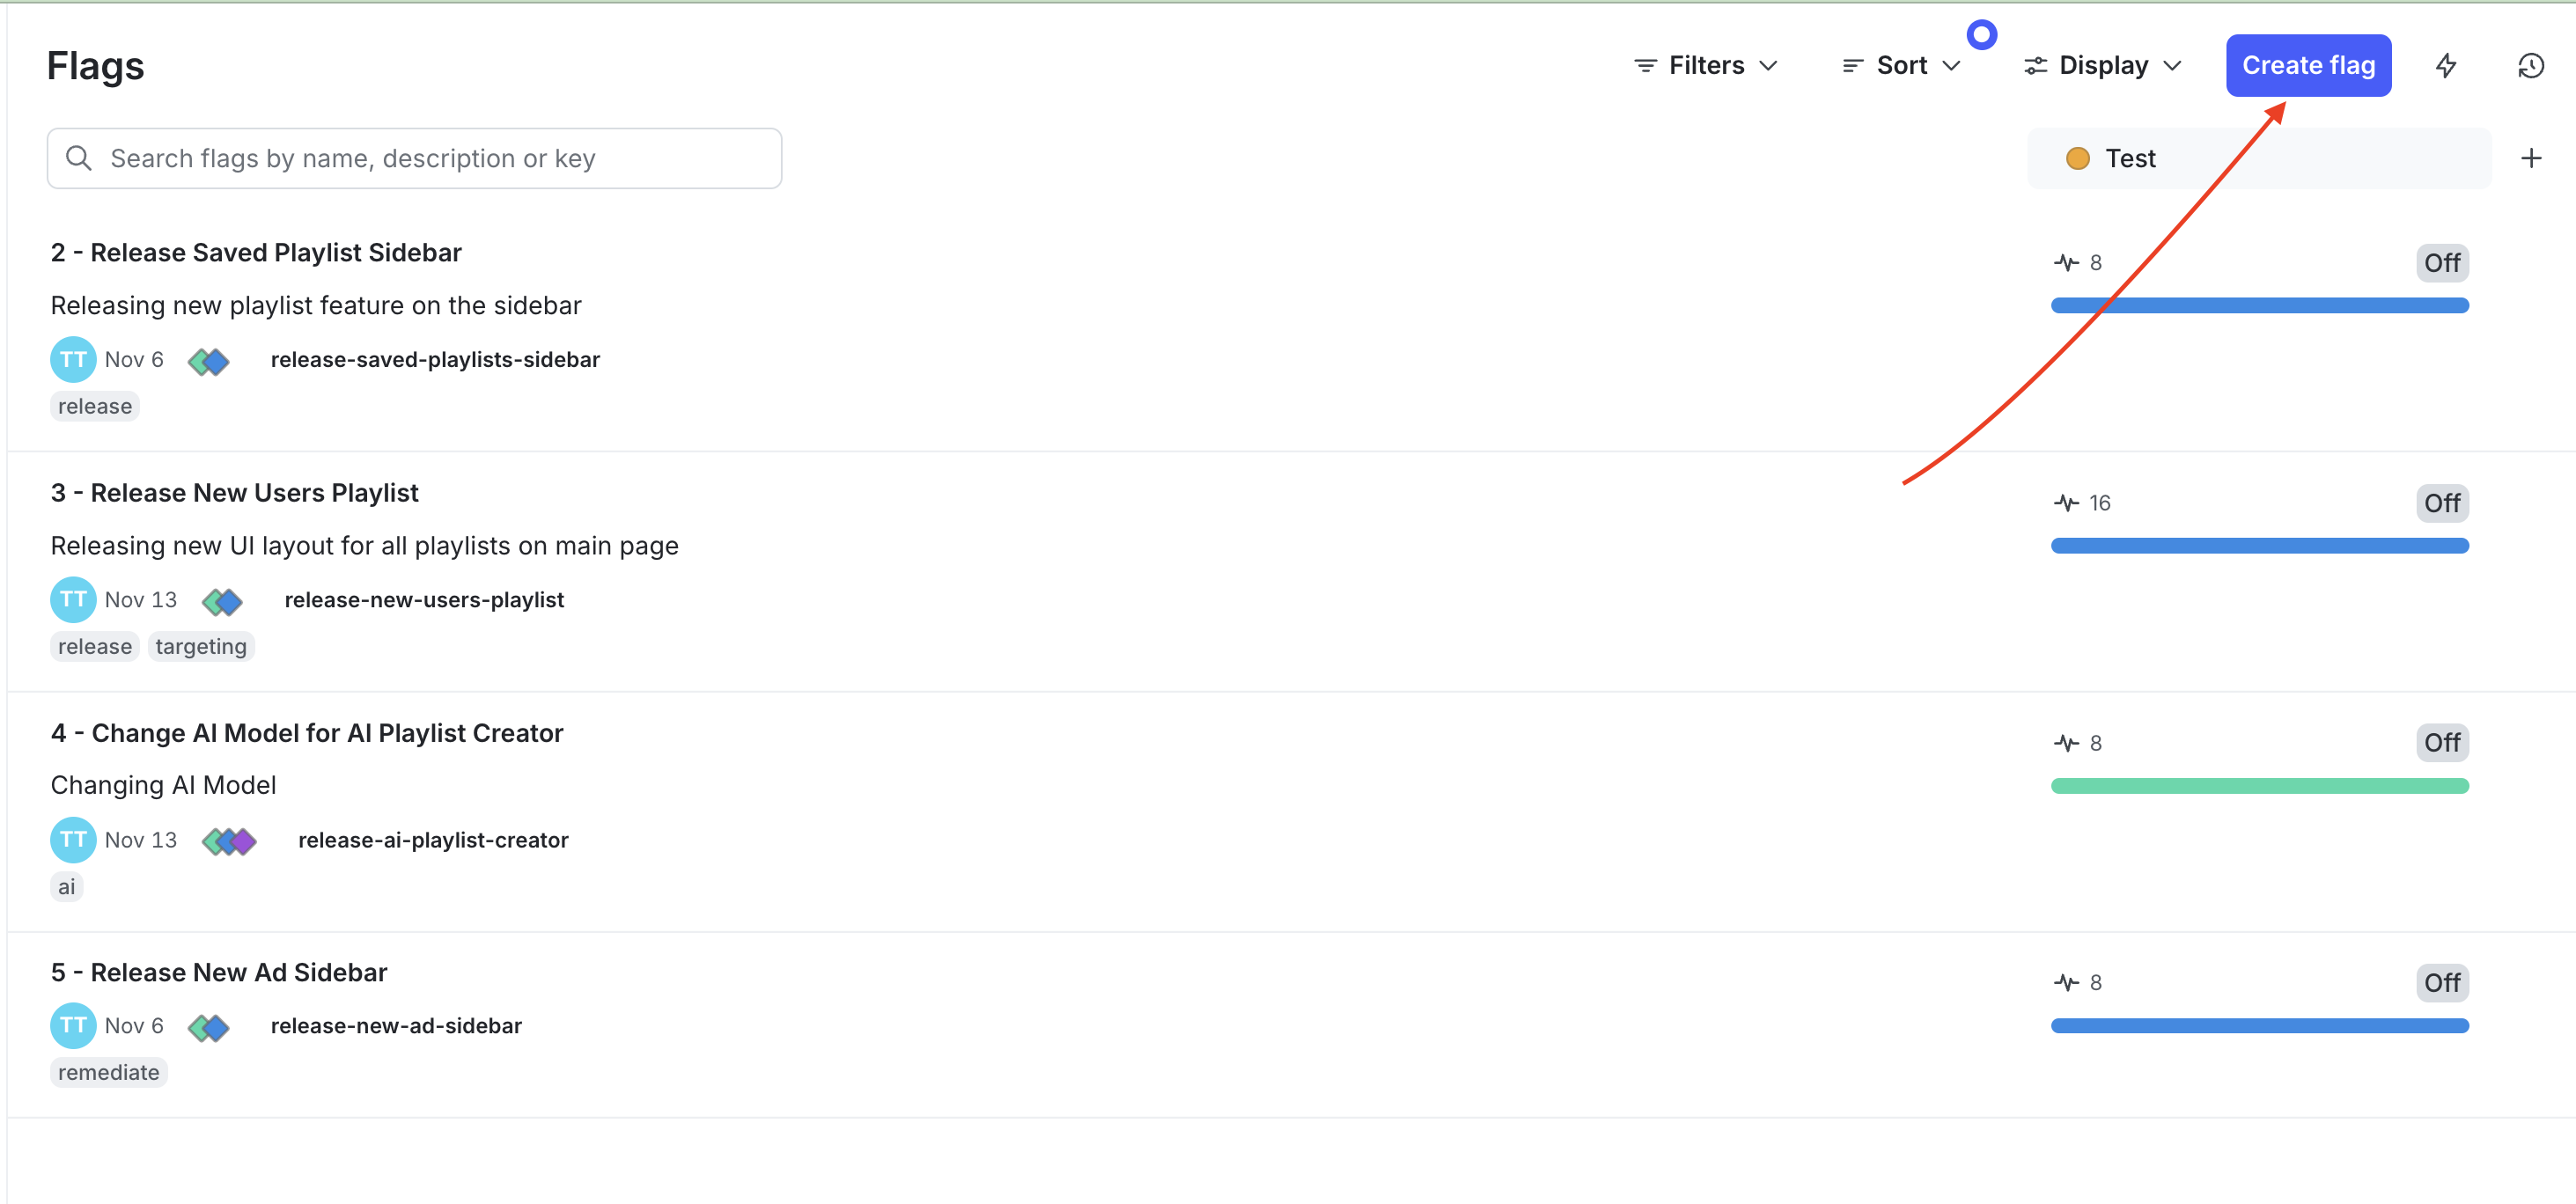 Flags
Filters
Sort
Display
Create flag
Search flags by name, description or key
Test
2 - Release Saved Playlist Sidebar
8
Off
Releasing new playlist feature on the sidebar
TT Nov 6 release-saved-playlists-sidebar
release
3 - Release New Users Playlist
16
Off
Releasing new UI layout for all playlists on main page
TT Nov 13 release-new-users-playlist
release targeting
4 - Change AI Model for AI Playlist Creator
8
Off
Changing AI Model
TT Nov 13 release-ai-playlist-creator
ai
5 - Release New Ad Sidebar
8
Off
TT Nov 6 release-new-ad-sidebar
remediate